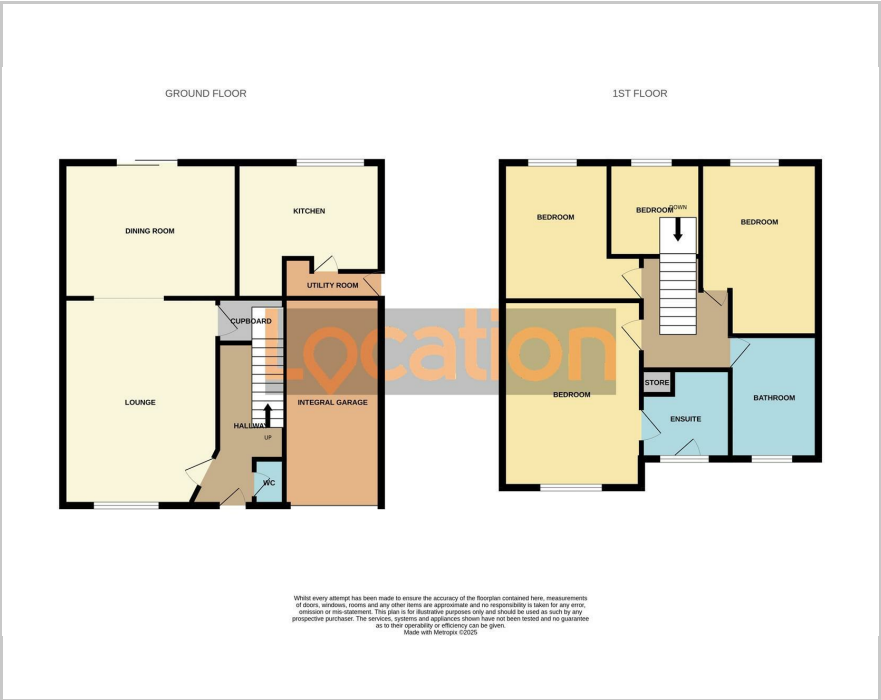 GROUND FLOOR
1ST FLOOR
DINING ROOM
KITCHEN
UTILITY ROOM
CUPBOARD
LOUNGE
HALLWAY
UP
WC
INTEGRAL GARAGE
BEDROOM
BEDROOM
DOWN
BEDROOM
BEDROOM
STORE
ENSUITE
BATHROOM
Location
Whilst every attempt has been made to ensure the accuracy of the floorplan contained here, measurements
of doors, windows, rooms and any other items are approximate and no responsibility is taken for any error,
omission or mis-statement. This plan is for illustrative purposes only and should be used as such by any
prospective purchaser. The services, systems and appliances shown have not been tested and no guarantee
as to their operability or efficiency can be given.
Made with Metropix ©2025